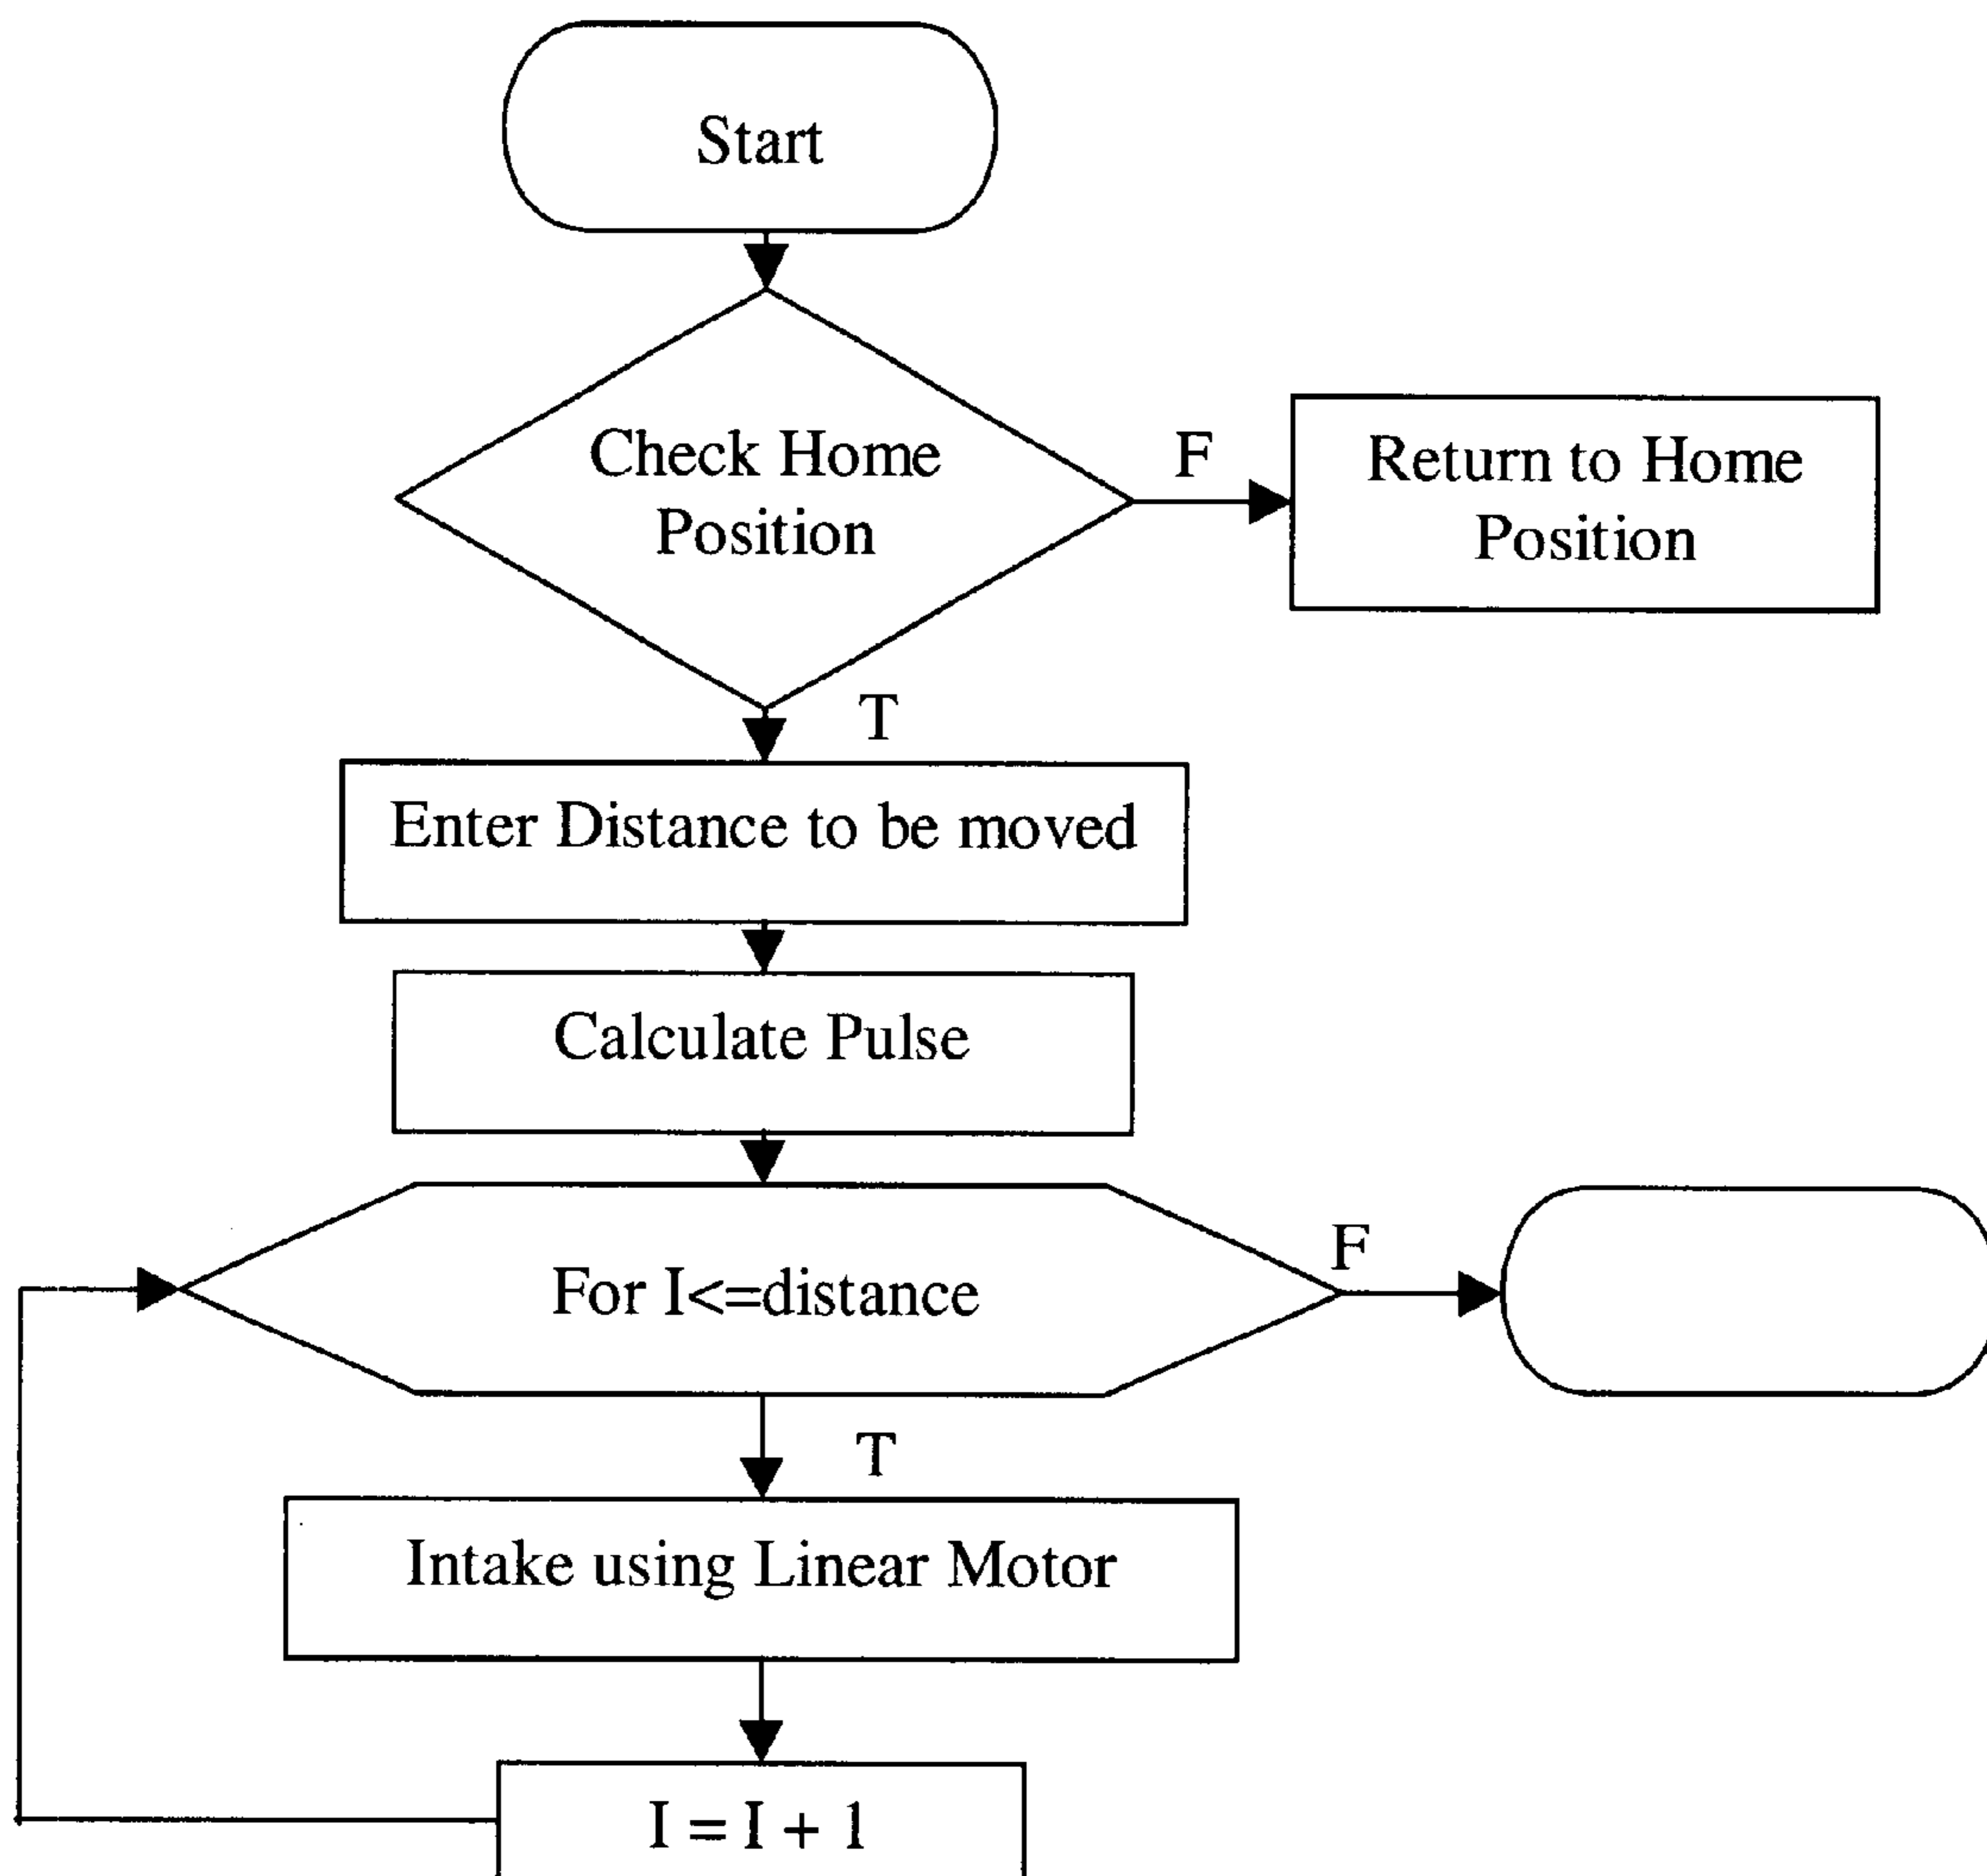 Start
Check Home
Position
F
Return to Home
Position
T
Enter Distance to be moved
Calculate Pulse
For I<=distance
F
T
Intake using Linear Motor
I = I + 1